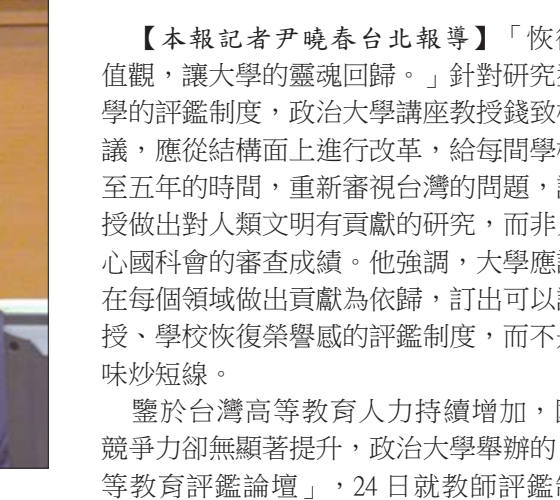 【本報記者尹曉春台北報導】「恢
值觀，讓大學的靈魂回歸。」針對研究
學的評鑑制度，政治大學講座教授錢致
議，應從結構面上進行改革，給每間學
至五年的時間，重新審視台灣的問題，
授做出對人類文明有貢獻的研究，而非
心國科會的審查成績。他強調，大學應
在每個領域做出貢獻為依歸，訂出可以
授、學校恢復榮譽感的評鑑制度，而不
味炒短線。
鑒於台灣高等教育人力持續增加，
競爭力卻無顯著提升，政治大學舉辦的
等教育評鑑論壇」，24 日就教師評鑑